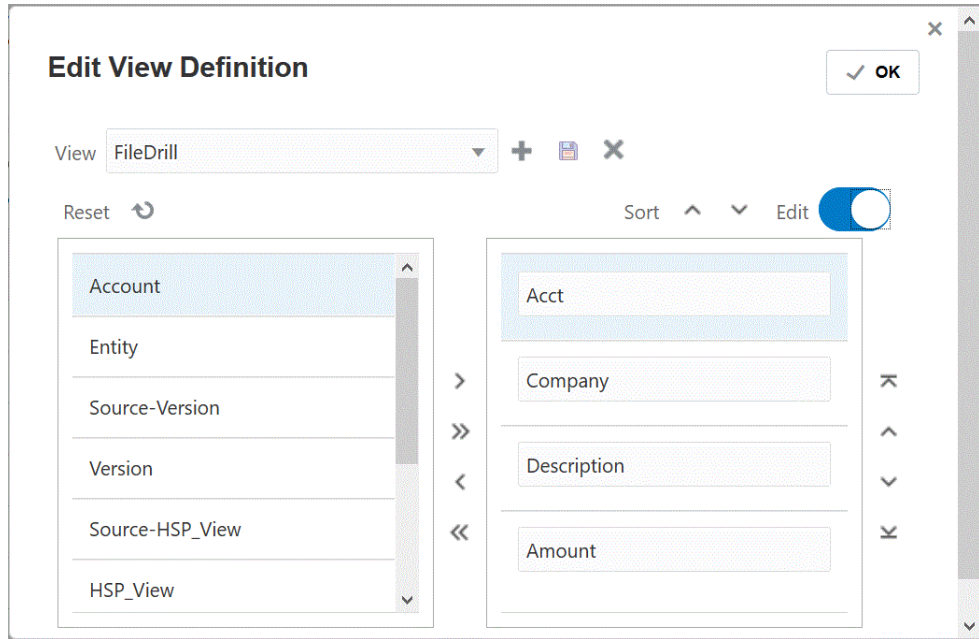 Edit View Definition
OK
View FileDrill
Reset Sort Edit
Account
Entity
Source-Version
Version
Source-HSP_View
HSP_View
Acct
Company
Description
Amount